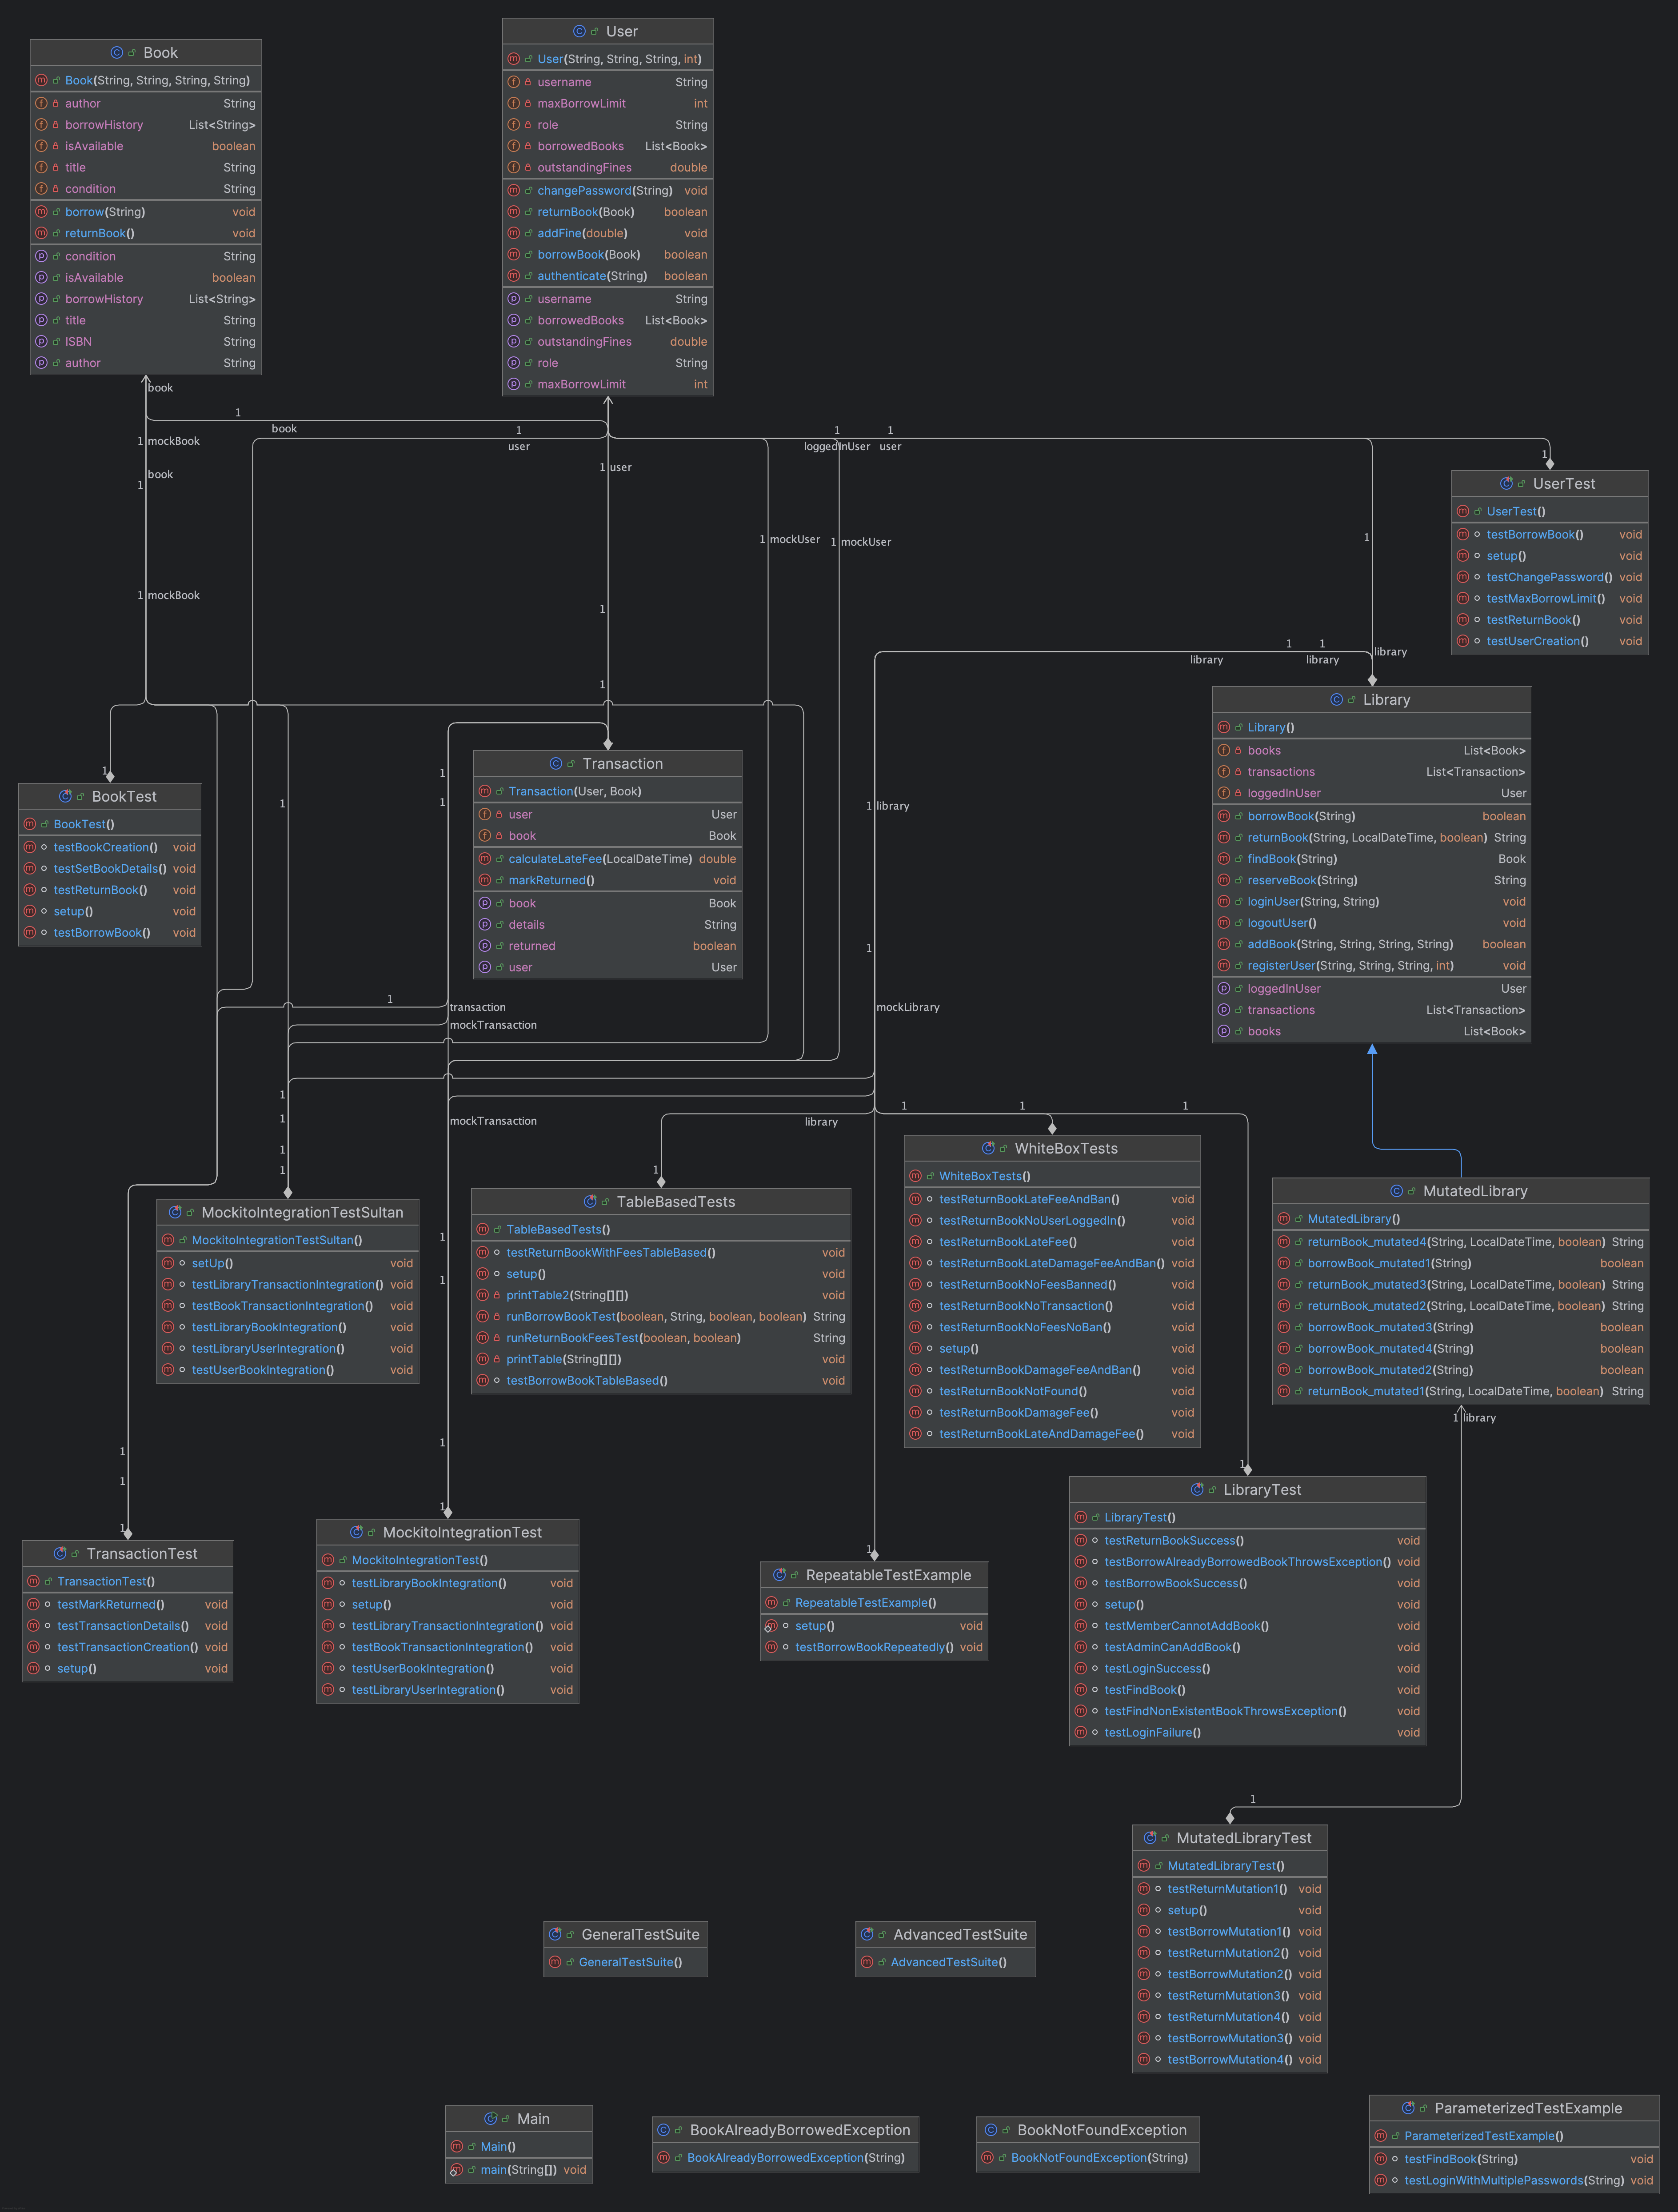 Book
Book(String, String, String, String)
author String
borrowHistory List<String>
isAvailable boolean
title String
condition String
borrow(String) void
returnBook() void
condition String
isAvailable boolean
borrowHistory List<String>
title String
ISBN String
author String
User
User(String, String, String, int)
username String
maxBorrowLimit int
role String
borrowedBooks List<Book>
outstandingFines double
changePassword(String) void
returnBook(Book) boolean
addFine(double) void
borrowBook(Book) boolean
authenticate(String) boolean
username String
borrowedBooks List<Book>
outstandingFines double
role String
maxBorrowLimit int
book
1
book
1 mockBook
book
1
1
user
1
loggedInUser
1
user
1 user
1 mockUser
1 mockUser
1
1
1 mockBook
1
1
UserTest
UserTest()
testBorrowBook() void
setup() void
testChangePassword() void
testMaxBorrowLimit() void
testReturnBook() void
testUserCreation() void
1
1
library
library
library
Library
Library()
books List<Book>
transactions List<Transaction>
loggedInUser User
borrowBook(String) boolean
returnBook(String, LocalDateTime, boolean) String
findBook(String) Book
reserveBook(String) String
loginUser(String, String) void
logoutUser() void
addBook(String, String, String, String) boolean
registerUser(String, String, String, int) void
loggedInUser User
transactions List<Transaction>
books List<Book>
Transaction
Transaction(User, Book)
user User
book Book
calculateLateFee(LocalDateTime) double
markReturned() void
book Book
details String
returned boolean
user User
1
BookTest
BookTest()
testBookCreation() void
testSetBookDetails() void
testReturnBook() void
setup() void
testBorrowBook() void
1
1
1
1 library
1
1
transaction
mockTransaction
mockLibrary
1
1
1
1
mockTransaction
library
1
1
1
1
WhiteBoxTests
WhiteBoxTests()
testReturnBookLateFeeAndBan() void
testReturnBookNoUserLoggedIn() void
testReturnBookLateFee() void
testReturnBookLateDamageFeeAndBan() void
testReturnBookNoFeesBanned() void
testReturnBookNoTransaction() void
testReturnBookNoFeesNoBan() void
setup() void
testReturnBookDamageFeeAndBan() void
testReturnBookNotFound() void
testReturnBookDamageFee() void
testReturnBookLateAndDamageFee() void
MutatedLibrary
MutatedLibrary()
returnBook_mutated4(String, LocalDateTime, boolean) String
borrowBook_mutated1(String) boolean
returnBook_mutated3(String, LocalDateTime, boolean) String
returnBook_mutated2(String, LocalDateTime, boolean) String
borrowBook_mutated3(String) boolean
borrowBook_mutated4(String) boolean
borrowBook_mutated2(String) boolean
returnBook_mutated1(String, LocalDateTime, boolean) String
1 library
MockitoIntegrationTestSultan
MockitoIntegrationTestSultan()
setUp() void
testLibraryTransactionIntegration() void
testBookTransactionIntegration() void
testLibraryBookIntegration() void
testLibraryUserIntegration() void
testUserBookIntegration() void
TableBasedTests
TableBasedTests()
testReturnBookWithFeesTableBased() void
setup() void
printTable2(String[][]) void
runBorrowBookTest(boolean, String, boolean, boolean) String
runReturnBookFeesTest(boolean, boolean) String
printTable(String[][]) void
testBorrowBookTableBased() void
1
1
1
1
1
1
1
1
1
TransactionTest
TransactionTest()
testMarkReturned() void
testTransactionDetails() void
testTransactionCreation() void
setup() void
MockitoIntegrationTest
MockitoIntegrationTest()
testLibraryBookIntegration() void
setup() void
testLibraryTransactionIntegration() void
testBookTransactionIntegration() void
testUserBookIntegration() void
testLibraryUserIntegration() void
RepeatableTestExample
RepeatableTestExample()
setup() void
testBorrowBookRepeatedly() void
LibraryTest
LibraryTest()
testReturnBookSuccess() void
testBorrowAlreadyBorrowedBookThrowsException() void
testBorrowBookSuccess() void
setup() void
testMemberCannotAddBook() void
testAdminCanAddBook() void
testLoginSuccess() void
testFindBook() void
testFindNonExistentBookThrowsException() void
testLoginFailure() void
1
MutatedLibraryTest
MutatedLibraryTest()
testReturnMutation1() void
setup() void
testBorrowMutation1() void
testReturnMutation2() void
testBorrowMutation2() void
testReturnMutation3() void
testReturnMutation4() void
testBorrowMutation3() void
testBorrowMutation4() void
GeneralTestSuite
GeneralTestSuite()
AdvancedTestSuite
AdvancedTestSuite()
Main
Main()
main(String[]) void
BookAlreadyBorrowedException
BookAlreadyBorrowedException(String)
BookNotFoundException
BookNotFoundException(String)
ParameterizedTestExample
ParameterizedTestExample()
testFindBook(String) void
testLoginWithMultiplePasswords(String) void